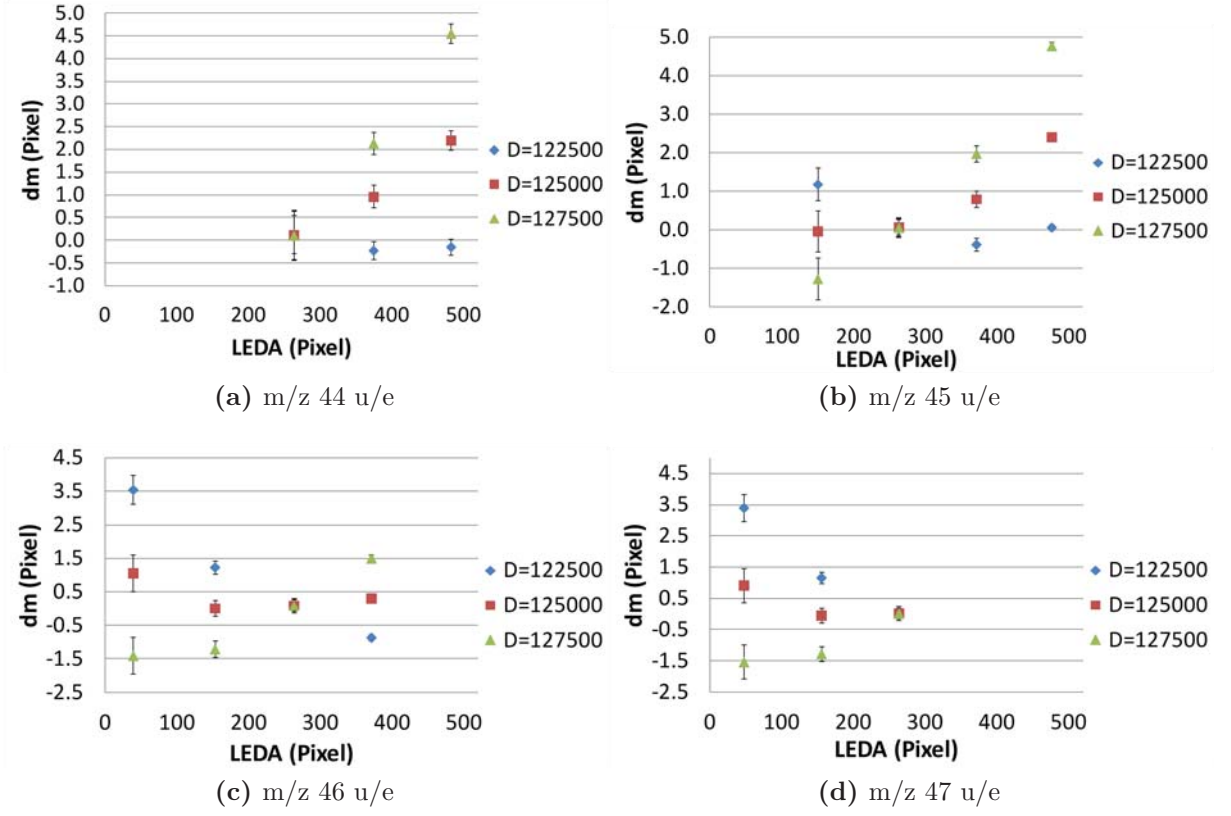 5.0
4.5
4.0
3.5
3.0
2.5
2.0
1.5
1.0
0.5
0.0
-0.5
-1.0
dm (Pixel)
0 100 200 300 400 500
LEDA (Pixel)
D=122500
D=125000
D=127500
(a) m/z 44 u/e
5.0
4.0
3.0
2.0
1.0
0.0
-1.0
-2.0
dm (Pixel)
0 100 200 300 400 500
LEDA (Pixel)
D=122500
D=125000
D=127500
(b) m/z 45 u/e
4.5
3.5
2.5
1.5
0.5
-0.5
-1.5
-2.5
dm (Pixel)
0 100 200 300 400 500
LEDA (Pixel)
D=122500
D=125000
D=127500
(c) m/z 46 u/e
4.5
3.5
2.5
1.5
0.5
-0.5
-1.5
-2.5
dm (Pixel)
0 100 200 300 400 500
LEDA (Pixel)
D=122500
D=125000
D=127500
(d) m/z 47 u/e